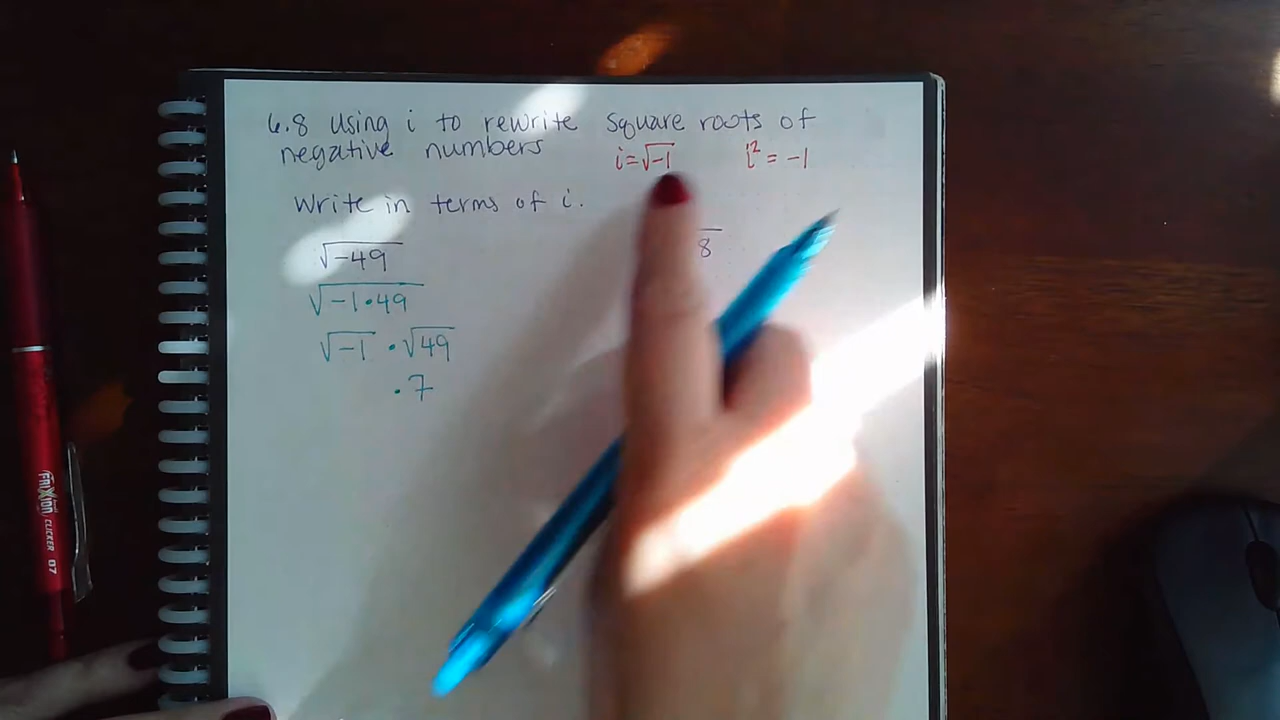 6.8 Using i to rewrite square roots of
negative numbers i=√-1 i² = -1
Write in terms of i.
√-49
8
√-1•49
√-1 •√49
•7
FRIXION CLICKER 07